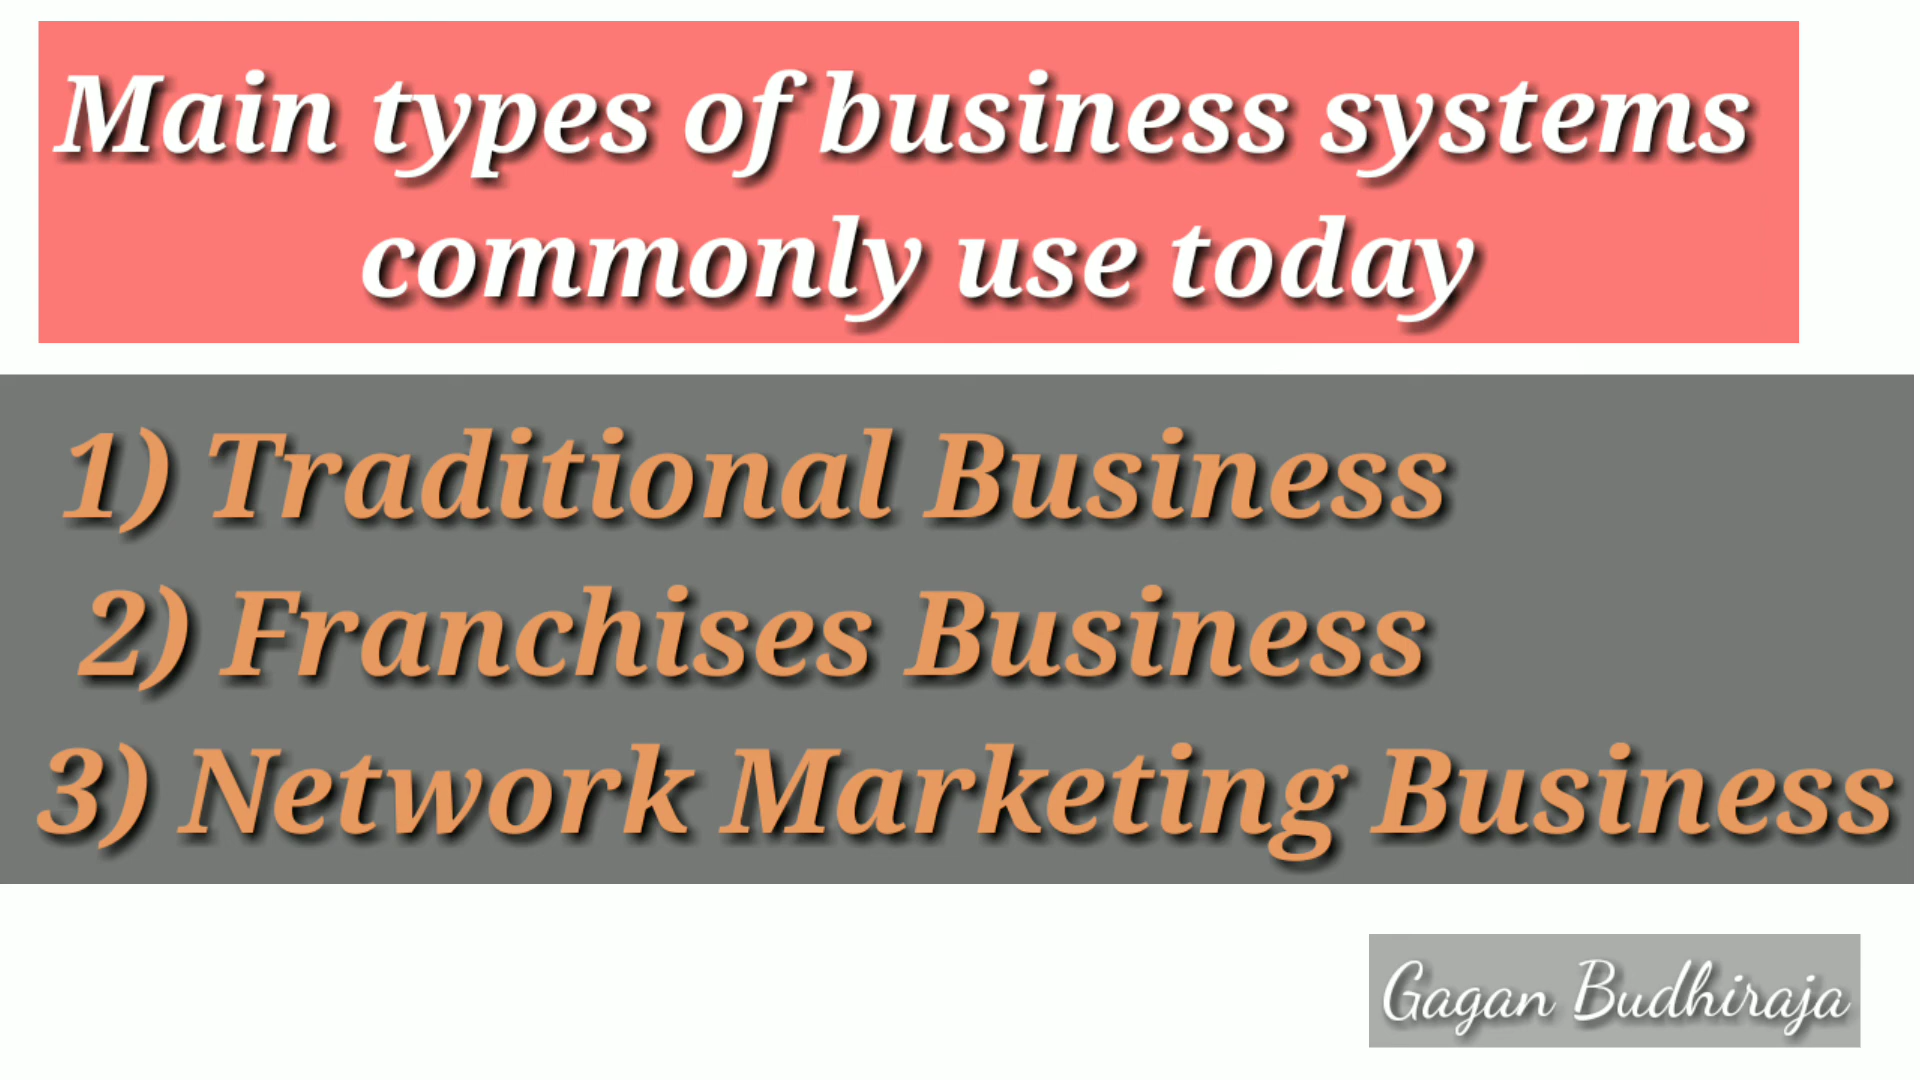 Main types of business systems
commonly use today
1) Traditional Business
2) Franchises Business
3) Network Marketing Business
Gagan Budhiraja